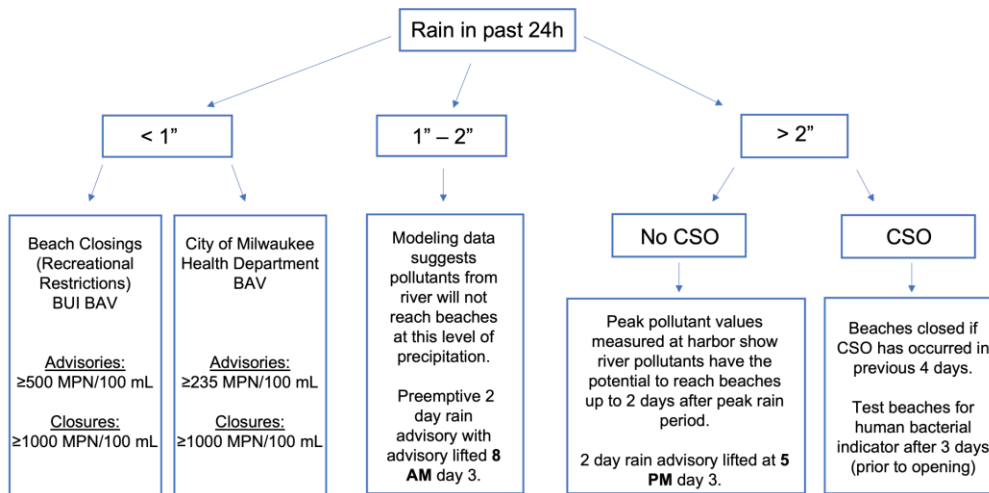 Rain in past 24h
< 1”
1” – 2”
> 2”
Beach Closings
(Recreational
Restrictions)
BUI BAV
Advisories:
≥500 MPN/100 mL
Closures:
≥1000 MPN/100 mL
City of Milwaukee
Health Department
BAV
Advisories:
≥235 MPN/100 mL
Closures:
≥1000 MPN/100 mL
Modeling data
suggests
pollutants from
river will not
reach beaches
at this level of
precipitation.
Preemptive 2
day rain
advisory with
advisory lifted 8
AM day 3.
No CSO
Peak pollutant values
measured at harbor show
river pollutants have the
potential to reach beaches
up to 2 days after peak rain
period.
2 day rain advisory lifted at 5
PM day 3.
CSO
Beaches closed if
CSO has occurred in
previous 4 days.
Test beaches for
human bacterial
indicator after 3 days
(prior to opening)